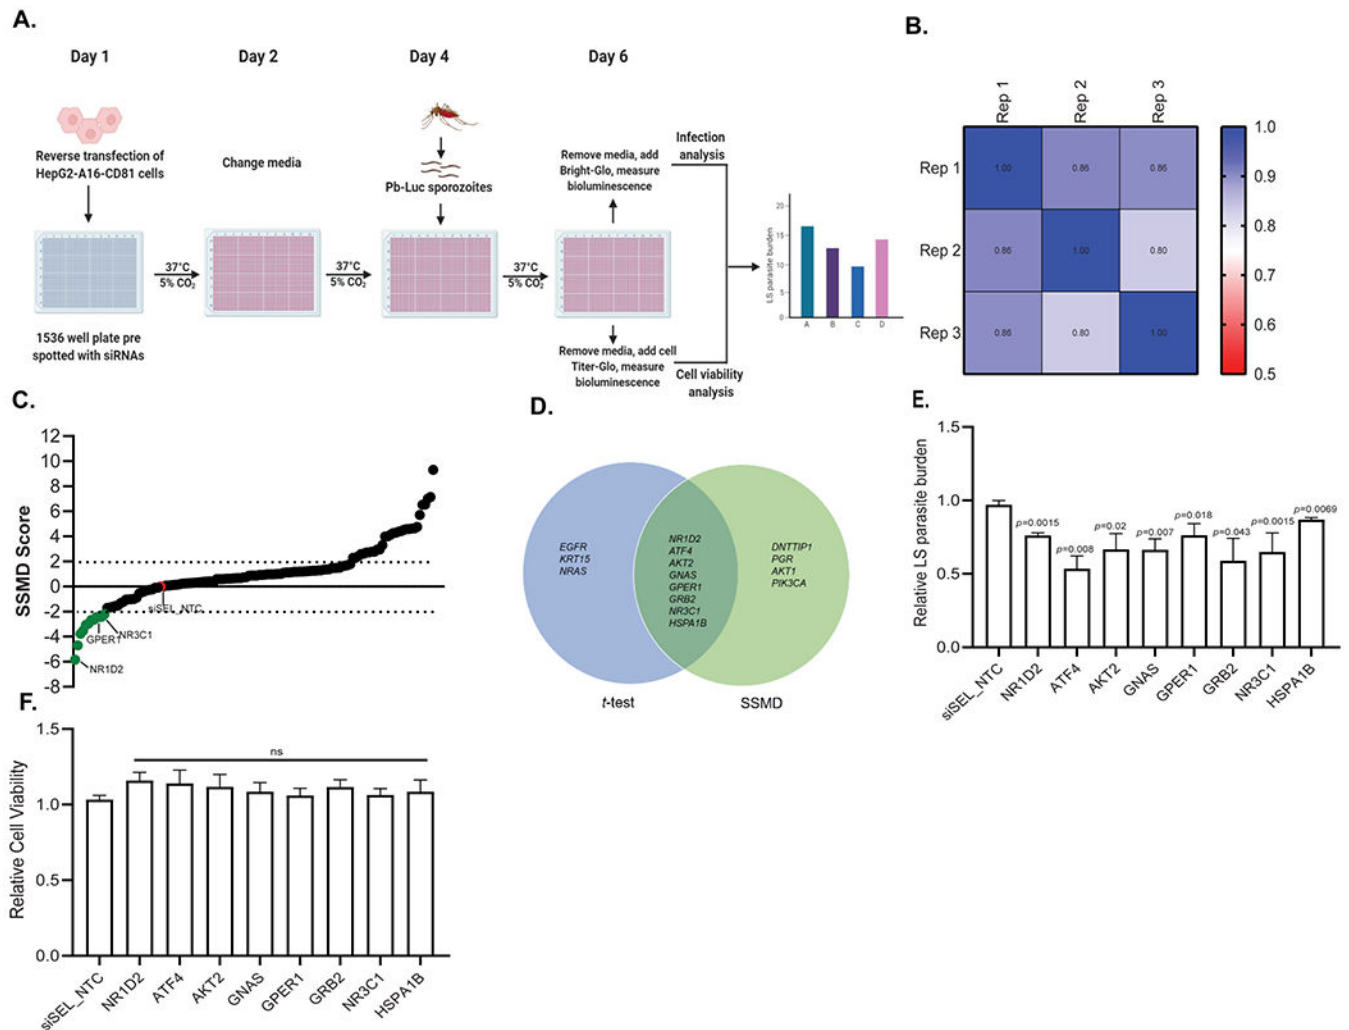 A.
Day 1
Day 2
Day 4
Day 6
Reverse transfection of
HepG2-A16-CD81 cells
Change media
Pb-Luc sporozoites
Remove media, add
Bright-Glo, measure
bioluminescence
Infection
analysis
37°C
5% CO2
37°C
5% CO2
37°C
5% CO2
1536 well plate pre
spotted with siRNAs
Remove media, add cell
Titer-Glo, measure
bioluminescence
Cell viability
analysis
LS parasite burden
20
15
10
5
0
A B C D
B.
Rep 1
Rep 2
Rep 3
Rep 1
1.00 0.86 0.86
Rep 2
0.86 1.00 0.80
Rep 3
0.86 0.80 1.00
1.0
0.9
0.8
0.7
0.6
0.5
C.
SSMD Score
12
10
8
6
4
2
0
-2
-4
-6
-8
siSEL_NTC
GPER1
NR3C1
NR1D2
D.
EGFR
KRT15
NRAS
NR1D2
ATF4
AKT2
GNAS
GPER1
GRB2
NR3C1
HSPA1B
DNTTIP1
PGR
AKT1
PIK3CA
t-test
SSMD
E.
Relative LS parasite burden
1.5
1.0
0.5
0.0
p=0.0015
p=0.008
p=0.02
p=0.007
p=0.018
p=0.043
p=0.0015
p=0.0069
siSEL_NTC
NR1D2
ATF4
AKT2
GNAS
GPER1
GRB2
NR3C1
HSPA1B
F.
Relative Cell Viability
1.5
1.0
0.5
0.0
ns
siSEL_NTC
NR1D2
ATF4
AKT2
GNAS
GPER1
GRB2
NR3C1
HSPA1B